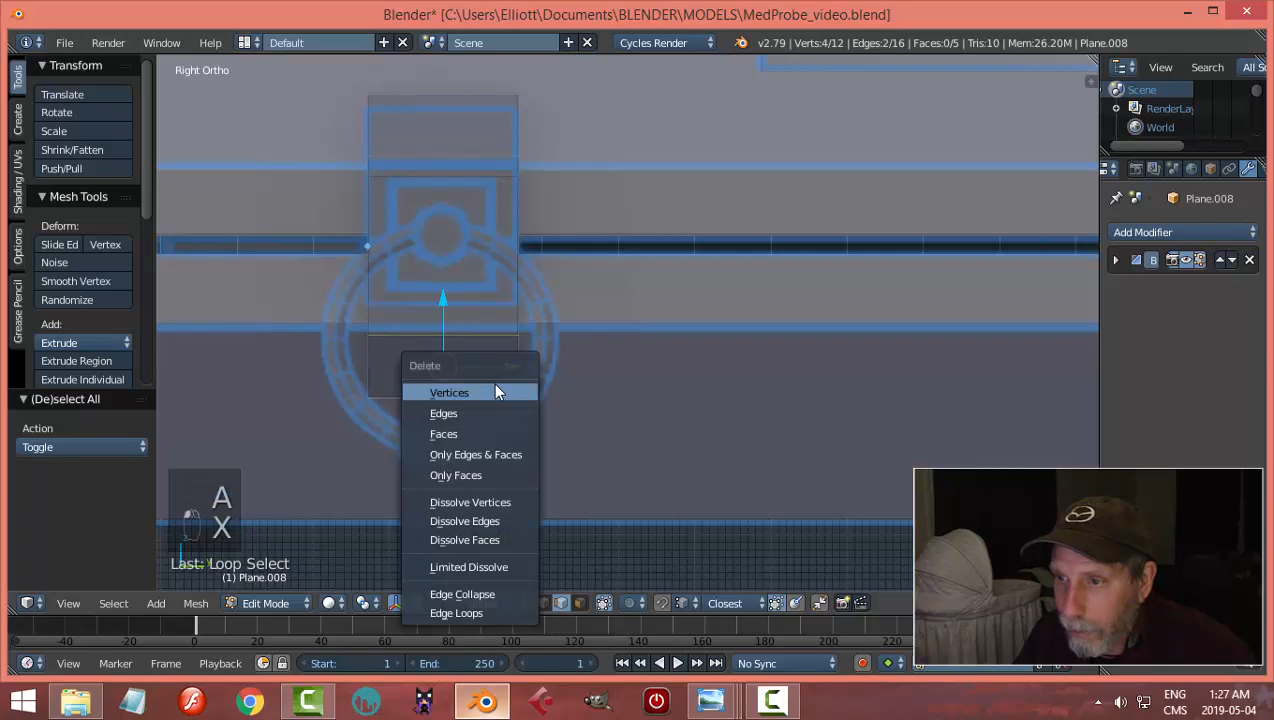 Blender* [C:\Users\Elliott\Documents\BLENDER\MODELS\MedProbe_video.blend]
File Render Window Help Default Scene Cycles Render v2.79 | Verts:4/12 | Edges:2/16 | Faces:0/5 | Tris:10 | Mem:26.20M | Plane.008
Tools
Create
Shading / UVs
Options
Grease Pencil
Transform
Translate
Rotate
Scale
Shrink/Fatten
Push/Pull
Mesh Tools
Deform:
Slide Ed Vertex
Noise
Smooth Vertex
Randomize
Add:
Extrude
Extrude Region
Extrude Individual
(De)select All
Action
Toggle
Right Ortho
Delete
Vertices
Edges
Faces
Only Edges & Faces
Only Faces
Dissolve Vertices
Dissolve Edges
Dissolve Faces
Limited Dissolve
Edge Collapse
Edge Loops
A
X
Last: Loop Select
(1) Plane.008
View Search All Sc
Scene
RenderLay
World
Plane.008
Add Modifier
B
View Select Add Mesh Edit Mode Closest
-40 -20 0 20 40 60 80 100 120 140 160 180 200 220 240 260
View Marker Frame Playback Start: 1 End: 250 1 No Sync
ENG 1:27 AM
CMS 2019-05-04